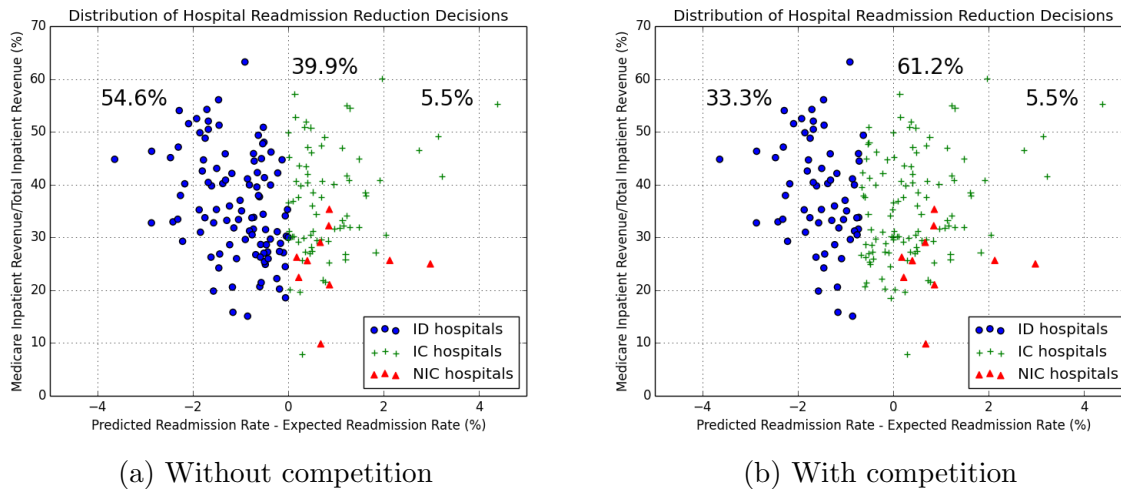 Distribution of Hospital Readmission Reduction Decisions
Medicare Inpatient Revenue/Total Inpatient Revenue (%)
70
60
50
40
30
20
10
0
54.6%
39.9%
5.5%
ID hospitals
IC hospitals
NIC hospitals
−4
−2
0
2
4
Predicted Readmission Rate - Expected Readmission Rate (%)
(a) Without competition
Distribution of Hospital Readmission Reduction Decisions
Medicare Inpatient Revenue/Total Inpatient Revenue (%)
70
60
50
40
30
20
10
0
33.3%
61.2%
5.5%
ID hospitals
IC hospitals
NIC hospitals
−4
−2
0
2
4
Predicted Readmission Rate - Expected Readmission Rate (%)
(b) With competition